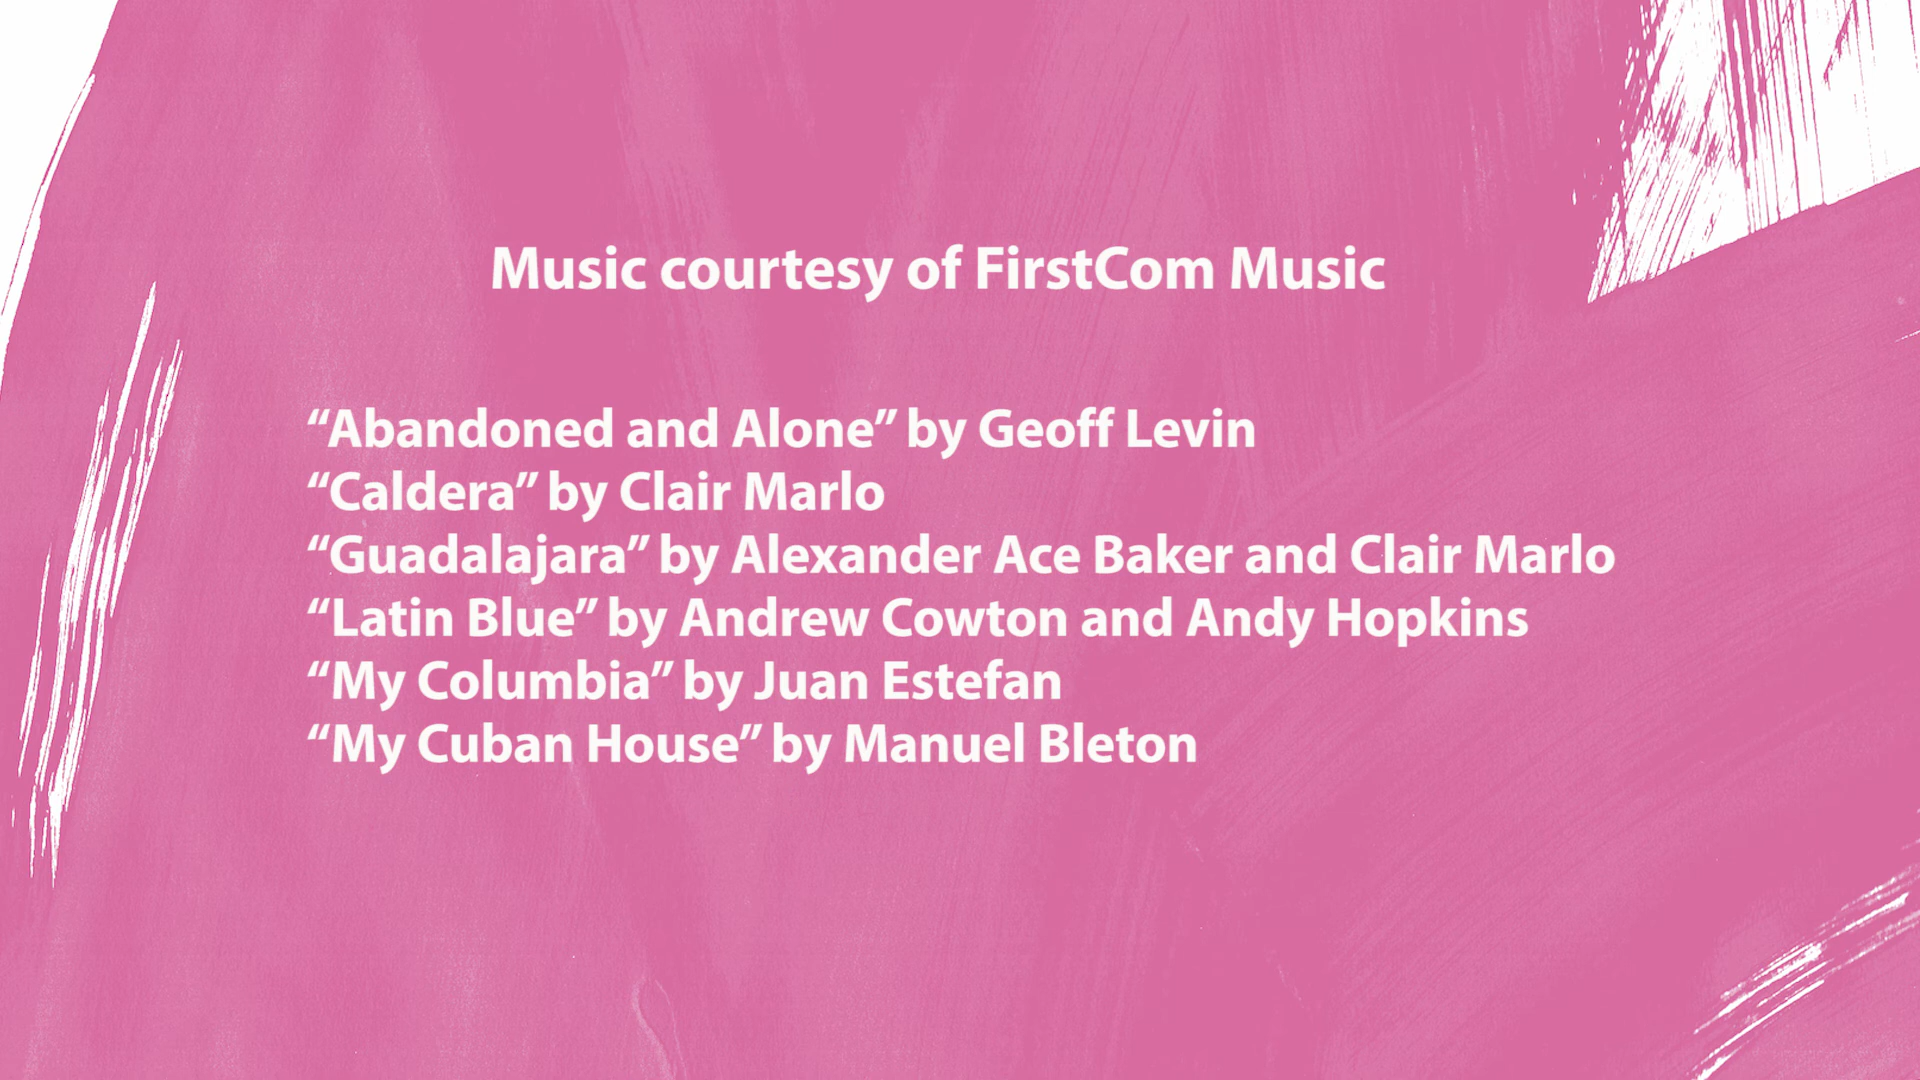 Music courtesy of FirstCom Music
“Abandoned and Alone” by Geoff Levin
“Caldera” by Clair Marlo
“Guadalajara” by Alexander Ace Baker and Clair Marlo
“Latin Blue” by Andrew Cowton and Andy Hopkins
“My Columbia” by Juan Estefan
“My Cuban House” by Manuel Bleton